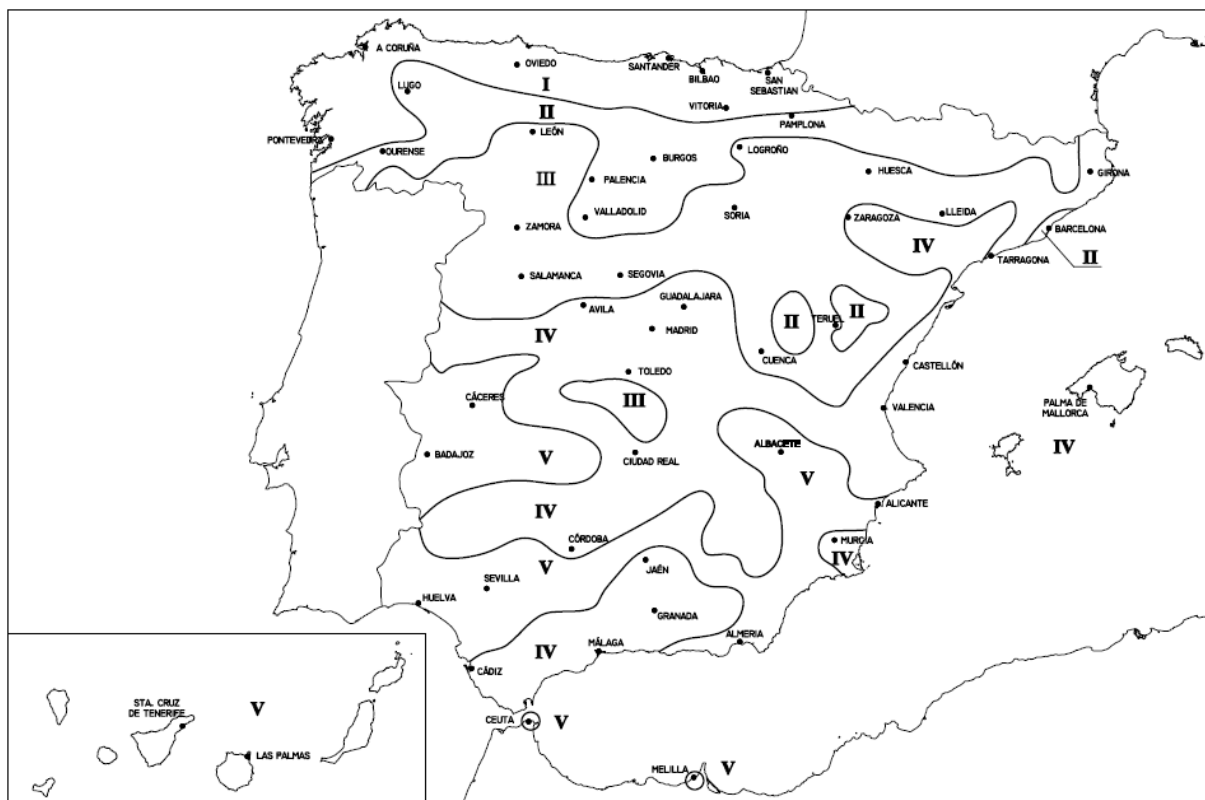 A CORUÑA
OVIEDO
SANTANDER
BILBAO
SAN
SEBASTIAN
LUGO
I
VITORIA
II
PAMPLONA
PONTEVEDRA
LEÓN
OURENSE
BURGOS
LOGROÑO
HUESCA
GIRONA
III
PALENCIA
VALLADOLID
SORIA
ZARAGOZA
LLEIDA
ZAMORA
BARCELONA
IV
II
TARRAGONA
SALAMANCA
SEGOVIA
AVILA
GUADALAJARA
II
II
TERUEL
IV
MADRID
CUENCA
CASTELLÓN
TOLEDO
CÁCERES
III
PALMA DE
MALLORCA
VALENCIA
IV
BADAJOZ
V
CIUDAD REAL
ALBACETE
V
IV
ALICANTE
CÓRDOBA
MURCIA
IV
V
JAÉN
SEVILLA
HUELVA
GRANADA
ALMERIA
IV
MÁLAGA
CÁDIZ
STA. CRUZ
DE TENERIFE
V
CEUTA
V
LAS PALMAS
MELILLA
V